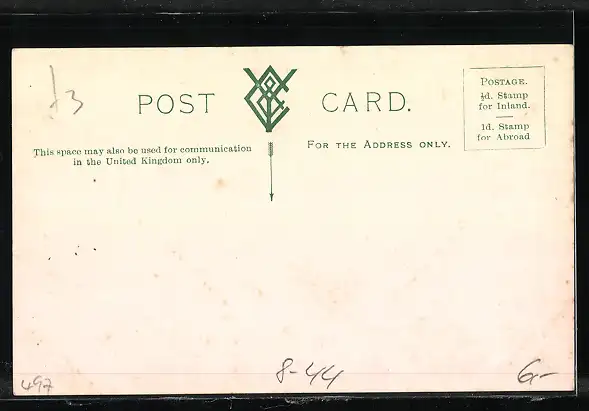 POST CARD.
This space may also be used for communication
in the United Kingdom only.
FOR THE ADDRESS ONLY.
POSTAGE.
½d. Stamp
for Inland.
1d. Stamp
for Abroad
497
8-44
6-